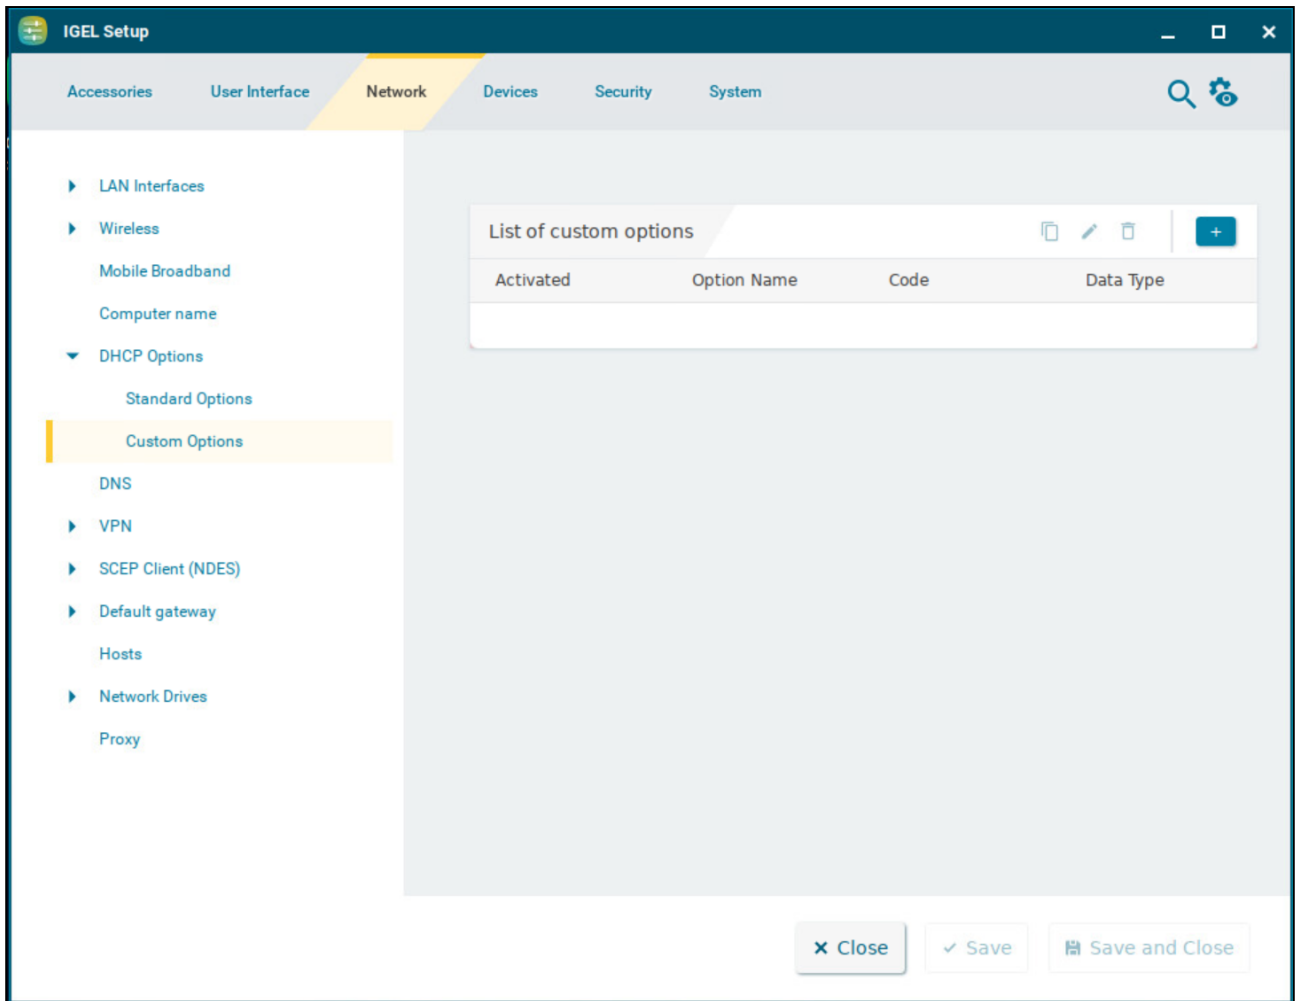 IGEL Setup
Accessories User Interface Network Devices Security System
LAN Interfaces
Wireless
Mobile Broadband
Computer name
DHCP Options
Standard Options
Custom Options
DNS
VPN
SCEP Client (NDES)
Default gateway
Hosts
Network Drives
Proxy
List of custom options
Activated Option Name Code Data Type
Close Save Save and Close